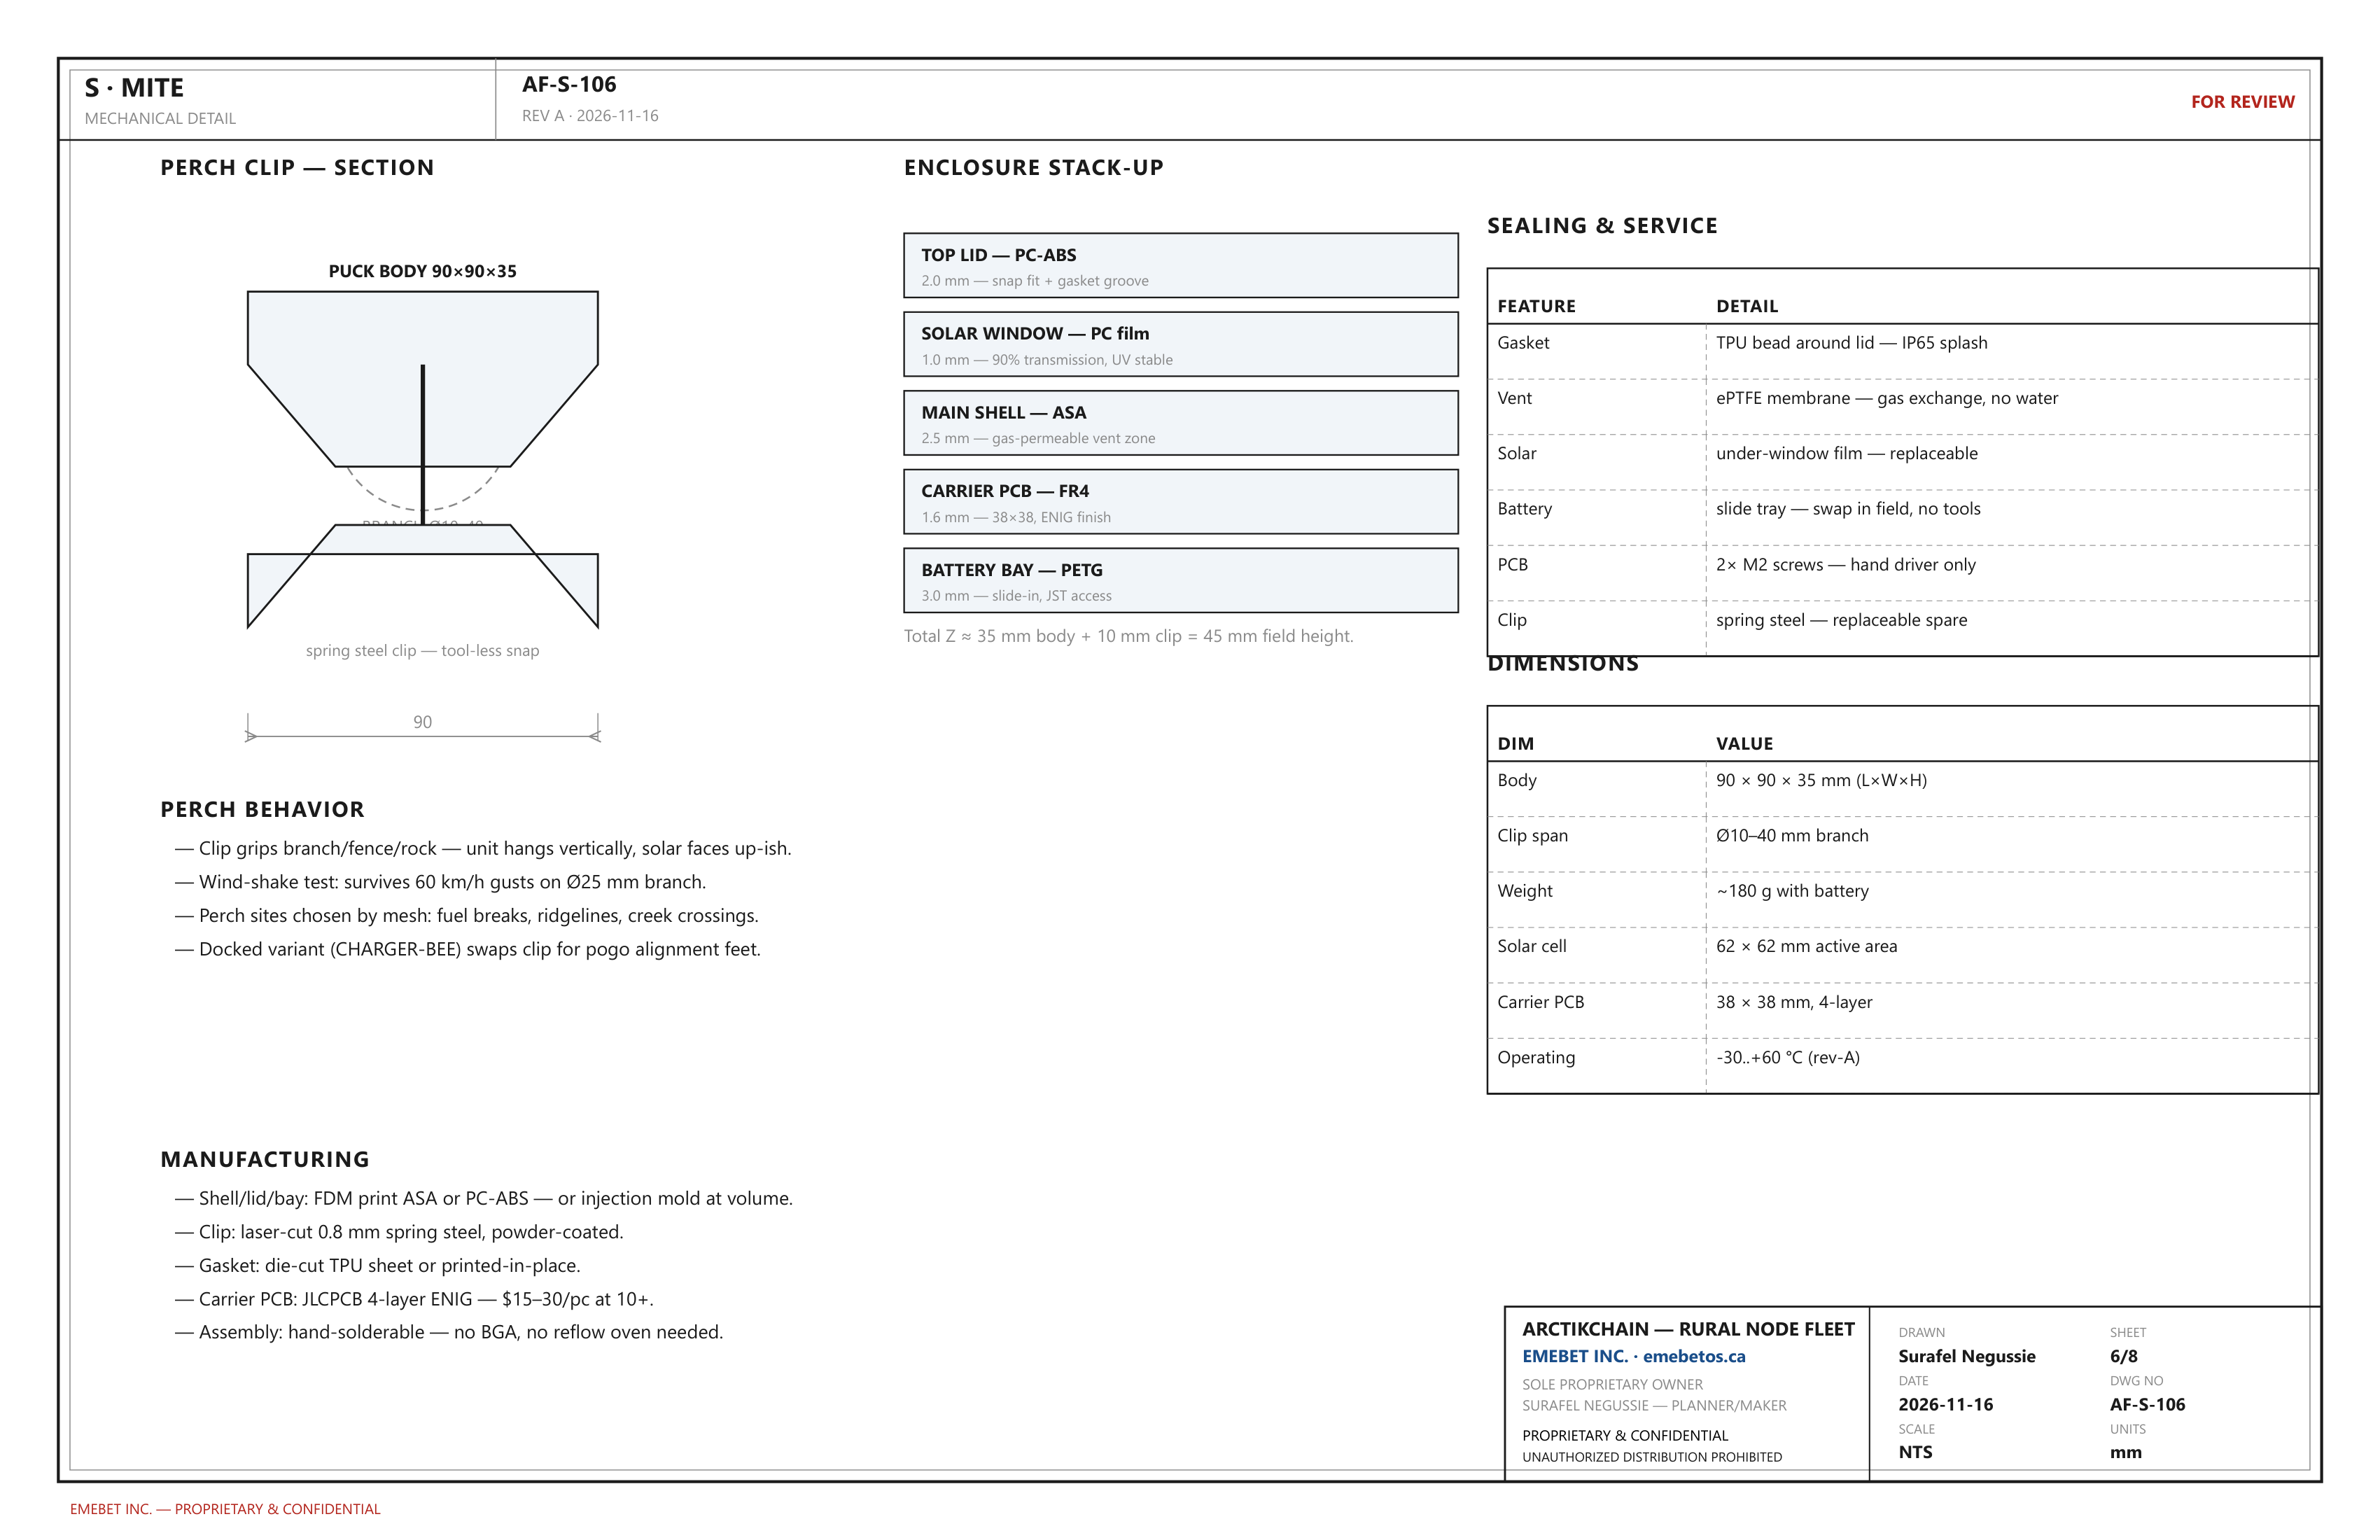 S · MITE
MECHANICAL DETAIL
AF-S-106
REV A · 2026-11-16
FOR REVIEW
PERCH CLIP — SECTION
PUCK BODY 90×90×35
spring steel clip — tool-less snap
90
PERCH BEHAVIOR
— Clip grips branch/fence/rock — unit hangs vertically, solar faces up-ish.
— Wind-shake test: survives 60 km/h gusts on Ø25 mm branch.
— Perch sites chosen by mesh: fuel breaks, ridgelines, creek crossings.
— Docked variant (CHARGER-BEE) swaps clip for pogo alignment feet.
MANUFACTURING
— Shell/lid/bay: FDM print ASA or PC-ABS — or injection mold at volume.
— Clip: laser-cut 0.8 mm spring steel, powder-coated.
— Gasket: die-cut TPU sheet or printed-in-place.
— Carrier PCB: JLCPCB 4-layer ENIG — $15–30/pc at 10+.
— Assembly: hand-solderable — no BGA, no reflow oven needed.
ENCLOSURE STACK-UP
TOP LID — PC-ABS
2.0 mm — snap fit + gasket groove
SOLAR WINDOW — PC film
1.0 mm — 90% transmission, UV stable
MAIN SHELL — ASA
2.5 mm — gas-permeable vent zone
CARRIER PCB — FR4
1.6 mm — 38×38, ENIG finish
BATTERY BAY — PETG
3.0 mm — slide-in, JST access
Total Z ≈ 35 mm body + 10 mm clip = 45 mm field height.
SEALING & SERVICE
FEATURE DETAIL
Gasket TPU bead around lid — IP65 splash
Vent ePTFE membrane — gas exchange, no water
Solar under-window film — replaceable
Battery slide tray — swap in field, no tools
PCB 2× M2 screws — hand driver only
Clip spring steel — replaceable spare
DIMENSIONS
DIM VALUE
Body 90 × 90 × 35 mm (L×W×H)
Clip span Ø10–40 mm branch
Weight ~180 g with battery
Solar cell 62 × 62 mm active area
Carrier PCB 38 × 38 mm, 4-layer
Operating -30..+60 °C (rev-A)
ARCTIKCHAIN — RURAL NODE FLEET
EMEBET INC. · emebetos.ca
SOLE PROPRIETARY OWNER
SURAFEL NEGUSSIE — PLANNER/MAKER
PROPRIETARY & CONFIDENTIAL
UNAUTHORIZED DISTRIBUTION PROHIBITED
DRAWN SHEET
Surafel Negussie 6/8
DATE DWG NO
2026-11-16 AF-S-106
SCALE UNITS
NTS mm
EMEBET INC. — PROPRIETARY & CONFIDENTIAL